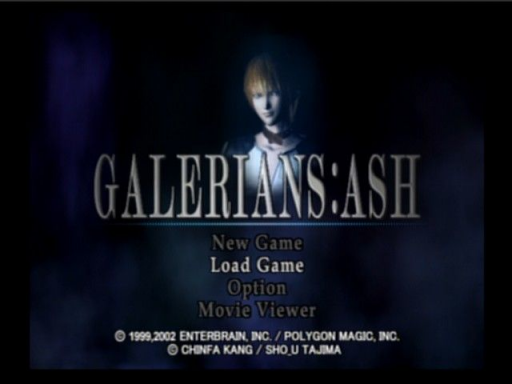 GALERIANS:ASH
New Game
Load Game
Option
Movie Viewer
© 1999,2002 ENTERBRAIN, INC. / POLYGON MAGIC, INC.
© CHINFA KANG / SHO_U TAJIMA